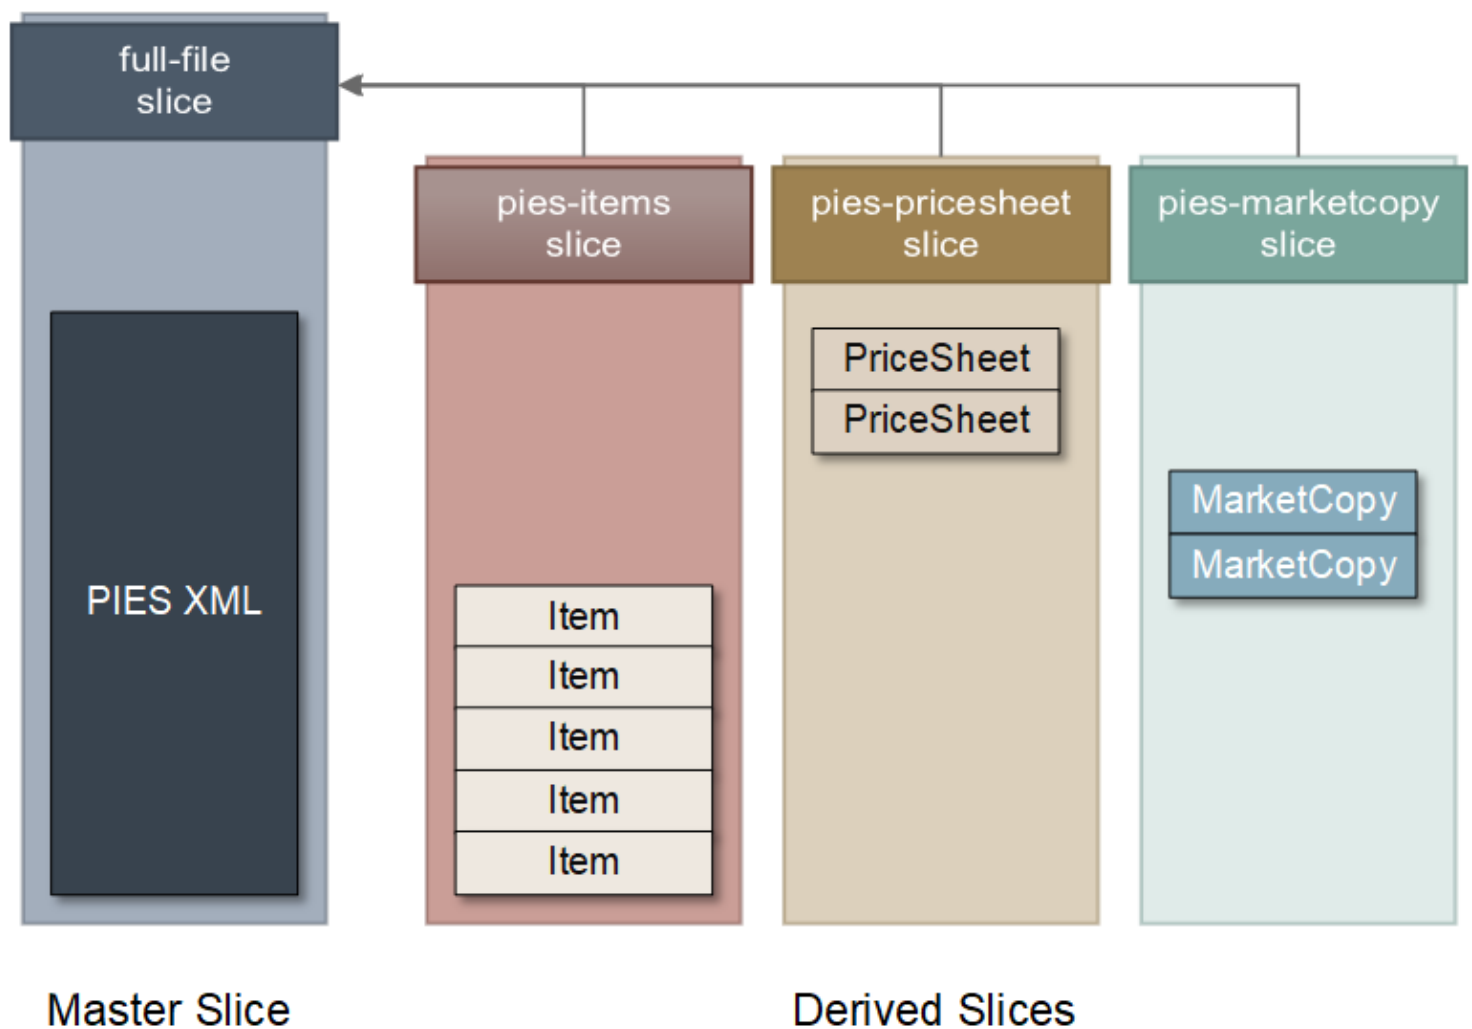 full-file
slice
pies-items
slice
pies-pricesheet
slice
pies-marketcopy
slice
PIES XML
Item
Item
Item
Item
Item
PriceSheet
PriceSheet
MarketCopy
MarketCopy
Master Slice
Derived Slices